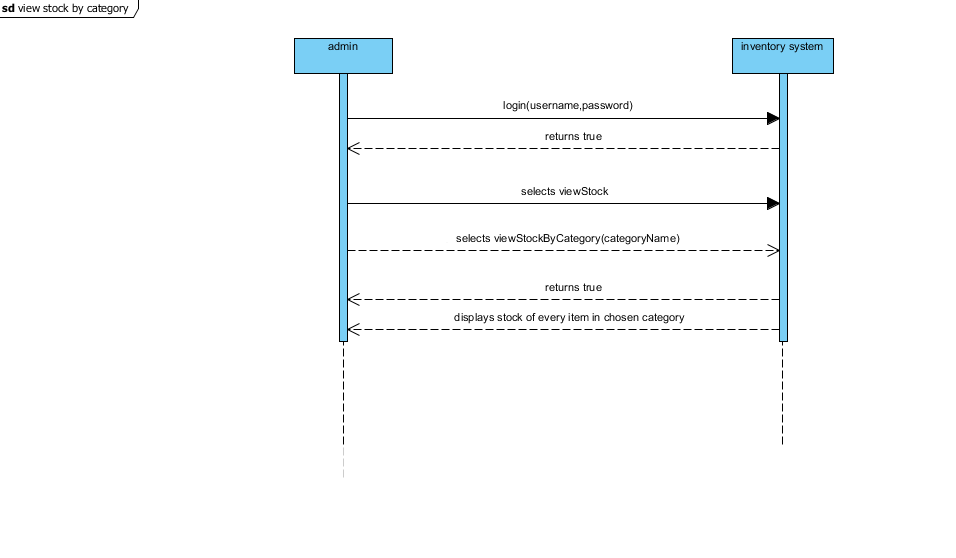 sd view stock by category
admin
inventory system
login(username,password)
returns true
selects viewStock
selects viewStockByCategory(categoryName)
returns true
displays stock of every item in chosen category